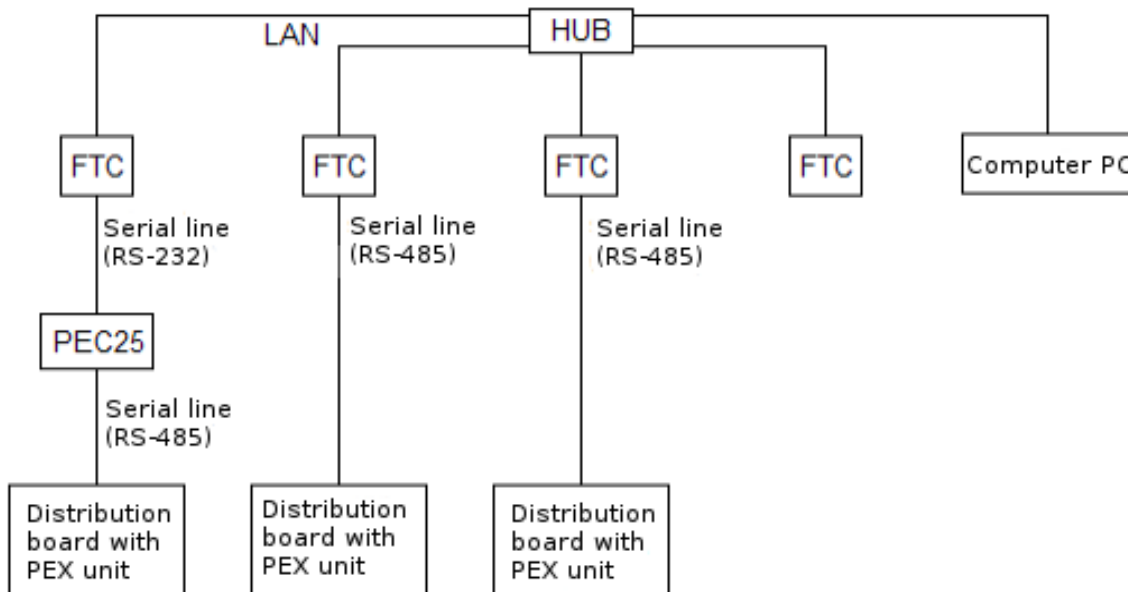 HUB
LAN
FTC
FTC
FTC
FTC
Computer PC
Serial line
(RS-232)
Serial line
(RS-485)
Serial line
(RS-485)
PEC25
Serial line
(RS-485)
Distribution
board with
PEX unit
Distribution
board with
PEX unit
Distribution
board with
PEX unit